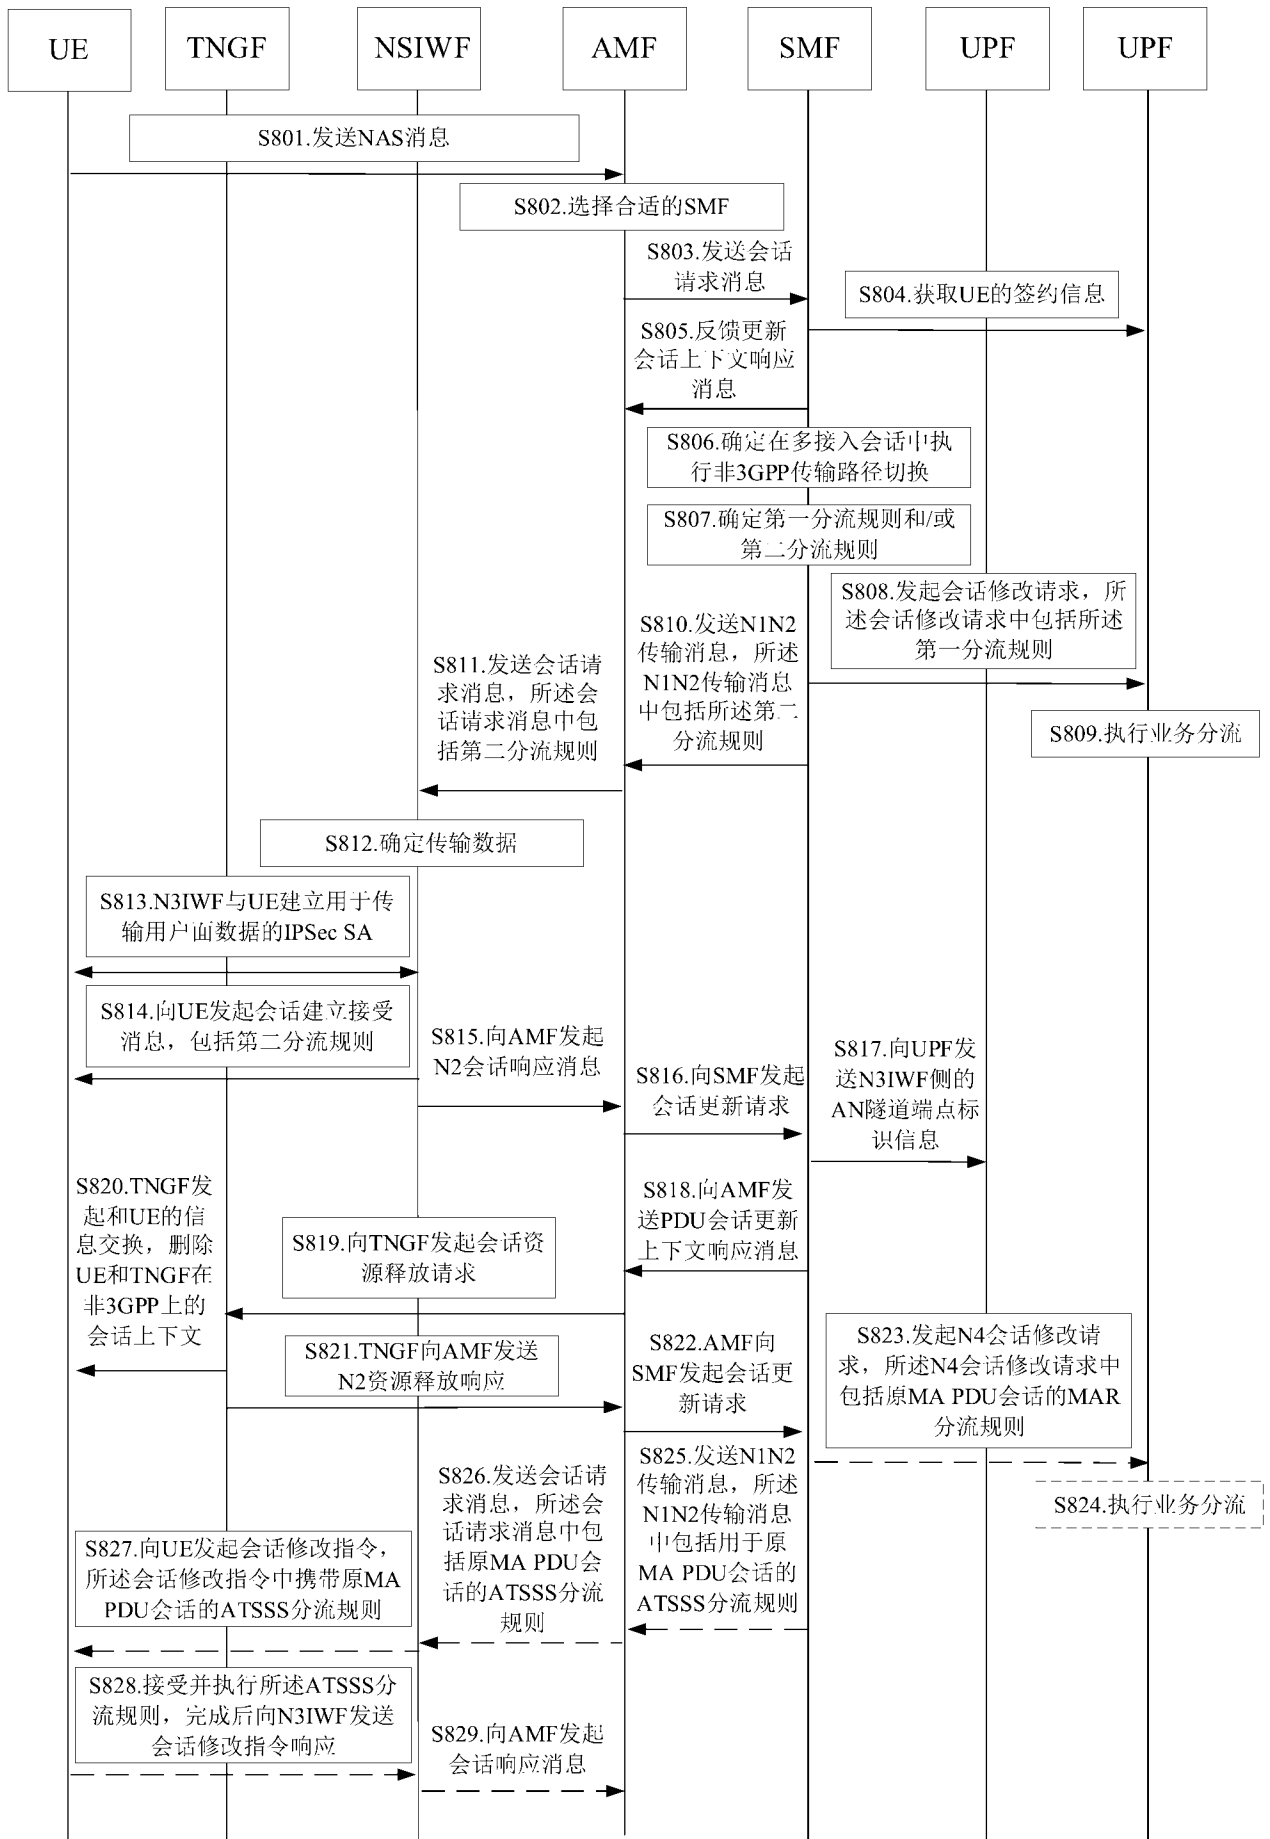 UE
TNGF
NSIWF
AMF
SMF
UPF
UPF
S801.发送NAS消息
S802.选择合适的SMF
S803.发送会话
请求消息
S804.获取UE的签约信息
S805.反馈更新
会话上下文响应
消息
S806.确定在多接入会话中执
行非3GPP传输路径切换
S807.确定第一分流规则和/或
第二分流规则
S808.发起会话修改请求，所
述会话修改请求中包括所述
第一分流规则
S809.执行业务分流
S810.发送N1N2
传输消息，所述
N1N2传输消息
中包括所述第二
分流规则
S811.发送会话请
求消息，所述会
话请求消息中包
括第二分流规则
S812.确定传输数据
S813.N3IWF与UE建立用于传
输用户面数据的IPSec SA
S814.向UE发起会话建立接受
消息，包括第二分流规则
S815.向AMF发起
N2会话响应消息
S816.向SMF发起
会话更新请求
S817.向UPF发
送N3IWF侧的
AN隧道端点标
识信息
S818.向AMF发
送PDU会话更新
上下文响应消息
S819.向TNGF发起会话资
源释放请求
S820.TNGF发
起和UE的信
息交换，删除
UE和TNGF在
非3GPP上的
会话上下文
S821.TNGF向AMF发送
N2资源释放响应
S822.AMF向
SMF发起会话更
新请求
S823.发起N4会话修改请
求，所述N4会话修改请求中
包括原MA PDU会话的MAR
分流规则
S824.执行业务分流
S825.发送N1N2
传输消息，所述
N1N2传输消息
中包括用于原
MA PDU会话的
ATSSS分流规则
S826.发送会话请
求消息，所述会
话请求消息中包
括原MA PDU会
话的ATSSS分流
规则
S827.向UE发起会话修改指令，
所述会话修改指令中携带原MA
PDU会话的ATSSS分流规则
S828.接受并执行所述ATSSS分
流规则，完成后向N3IWF发送
会话修改指令响应
S829.向AMF发起
会话响应消息